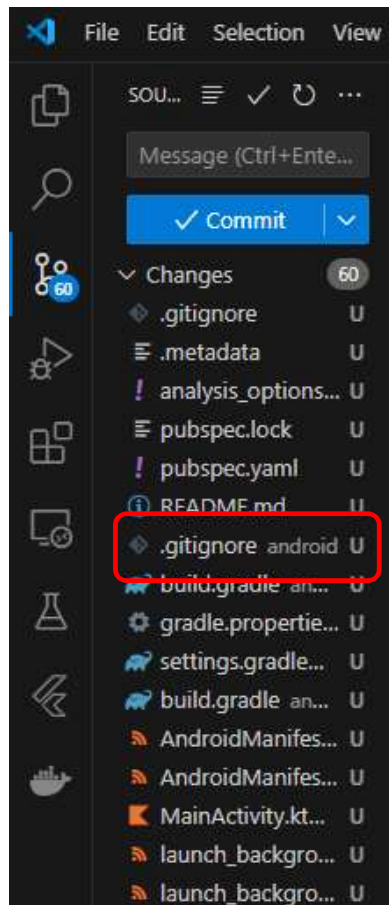 File Edit Selection View
SOU...
Message (Ctrl+Ente...
Commit
Changes 60
60
.gitignore U
.metadata U
analysis_options... U
pubspec.lock U
pubspec.yaml U
README.md U
.gitignore android U
build.gradle an... U
gradle.propertie... U
settings.gradle... U
build.gradle an... U
AndroidManifes... U
AndroidManifes... U
MainActivity.kt... U
launch_backgro... U
launch_backgro... U